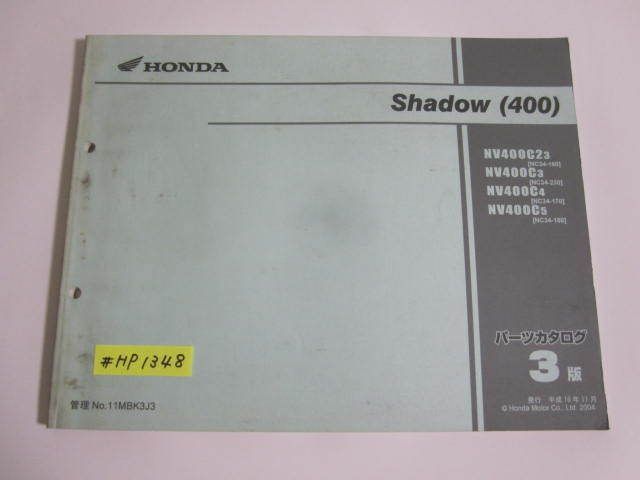 HONDA
Shadow (400)
NV400C23
[NC34-190]
NV400C3
[NC34-250]
NV400C4
[NC34-170]
NV400C5
[NC34-180]
パーツカタログ
3版
#HP1348
管理 No.11MBK3J3
発行 平成16年11月
© Honda Motor Co., Ltd. 2004